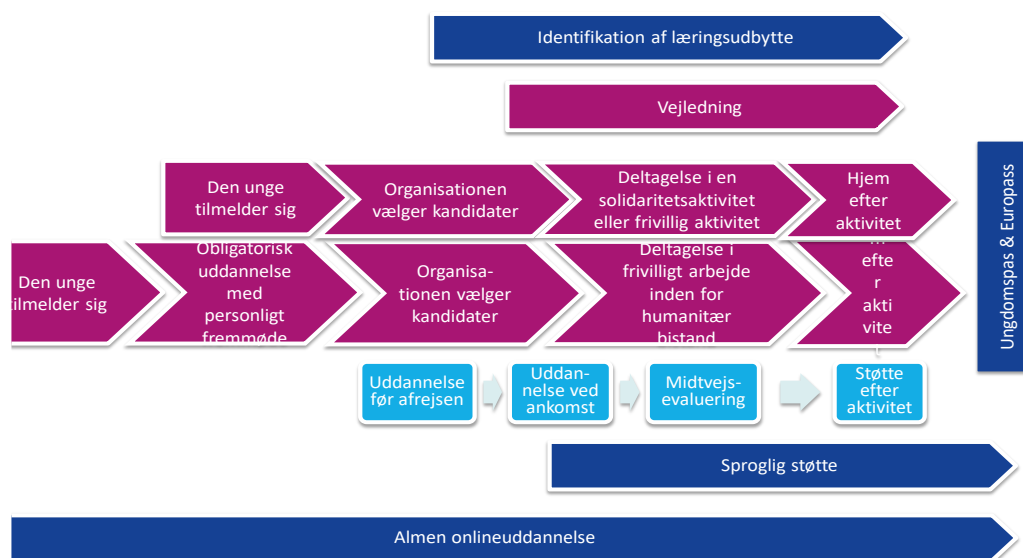 Identifikation af læringsudbytte
Vejledning
Den unge
tilmelder sig
Organisationen
vælger kandidater
Deltagelse i en
solidaritetsaktivitet
eller frivillig aktivitet
Hjem
efter
aktivitet
Den unge
tilmelder sig
Obligatorisk
uddannelse
med
personligt
fremmøde
Organisa-
tionen vælger
kandidater
Deltagelse i
frivilligt arbejde
inden for
humanitær
bistand
efte
r
akti
vite
Ungdomspas & Europass
Uddannelse
før afrejsen
Uddan-
nelse ved
ankomst
Midtvejs-
evaluering
Støtte
efter
aktivitet
Sproglig støtte
Almen onlineuddannelse